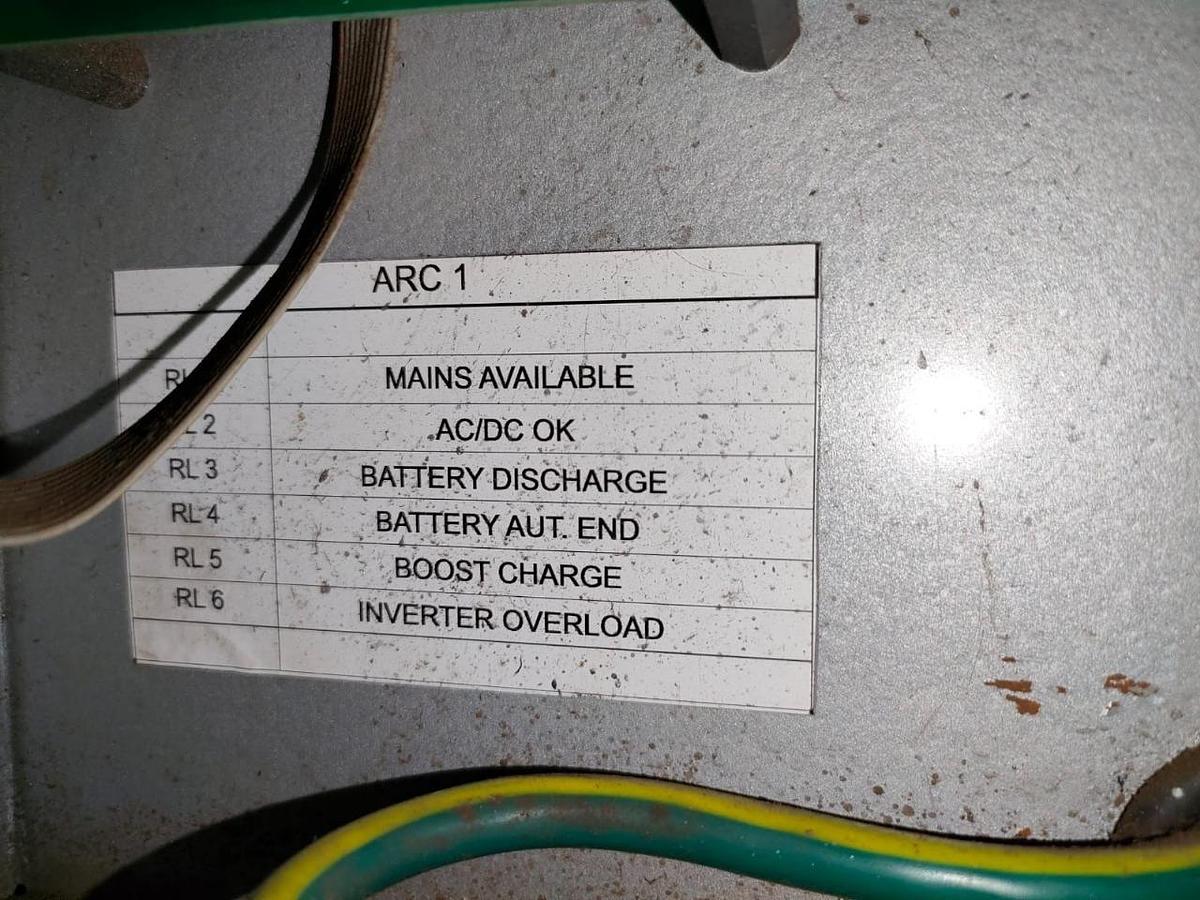 ARC 1
MAINS AVAILABLE
2 AC/DC OK
RL 3 BATTERY DISCHARGE
RL 4 BATTERY AUT. END
RL 5 BOOST CHARGE
RL 6 INVERTER OVERLOAD